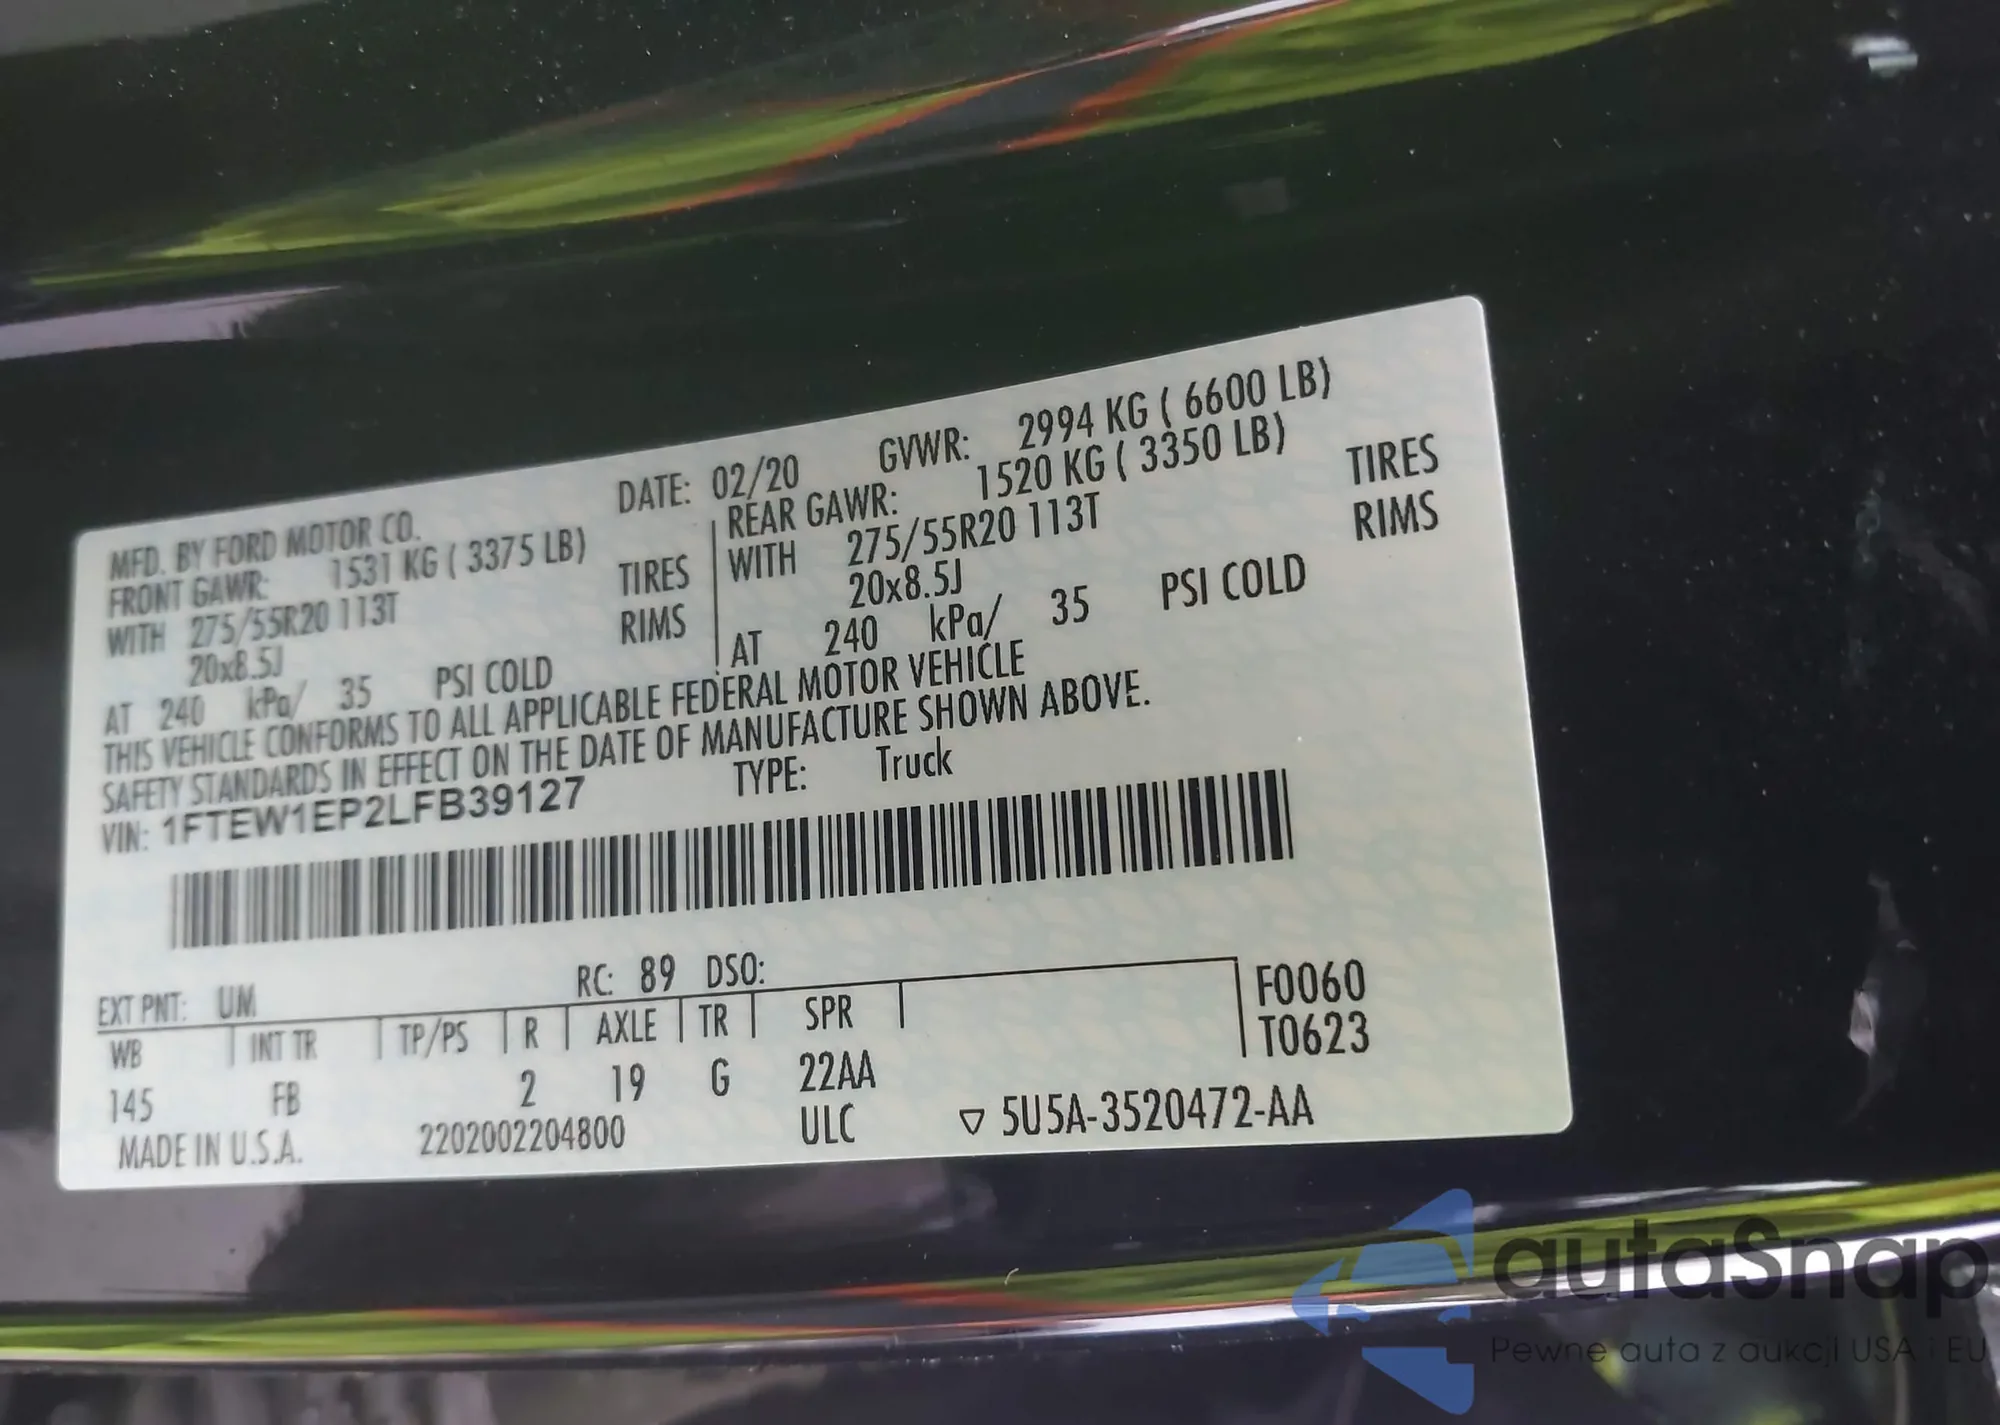 MFD. BY FORD MOTOR CO. DATE: 02/20 GVWR: 2994 KG ( 6600 LB)
FRONT GAWR: 1531 KG ( 3375 LB) REAR GAWR: 1520 KG ( 3350 LB)
WITH 275/55R20 113T TIRES WITH 275/55R20 113T TIRES
20x8.5J RIMS 20x8.5J RIMS
AT 240 kPa/ 35 PSI COLD AT 240 kPa/ 35 PSI COLD
THIS VEHICLE CONFORMS TO ALL APPLICABLE FEDERAL MOTOR VEHICLE
SAFETY STANDARDS IN EFFECT ON THE DATE OF MANUFACTURE SHOWN ABOVE.
VIN: 1FTEW1EP2LFB39127 TYPE: Truck
EXT PNT: UM RC: 89 DSO: F0060
WB INT TR TP/PS R AXLE TR SPR T0623
145 FB 2 19 G 22AA
MADE IN U.S.A. 2202002204800 ULC ▽ 5U5A-3520472-AA
autaSnap
Pewne auta z aukcji USA i EU